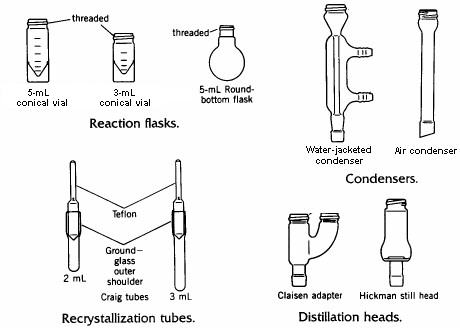 threaded
threaded
5-mL
conical vial
3-mL
conical vial
5-mL Round-
bottom flask
Reaction flasks.
Water-jacketed
condenser
Air condenser
Condensers.
Teflon
Ground–
glass
outer
shoulder
2 mL
Craig tubes
3 mL
Recrystallization tubes.
Claisen adapter
Hickman still head
Distillation heads.